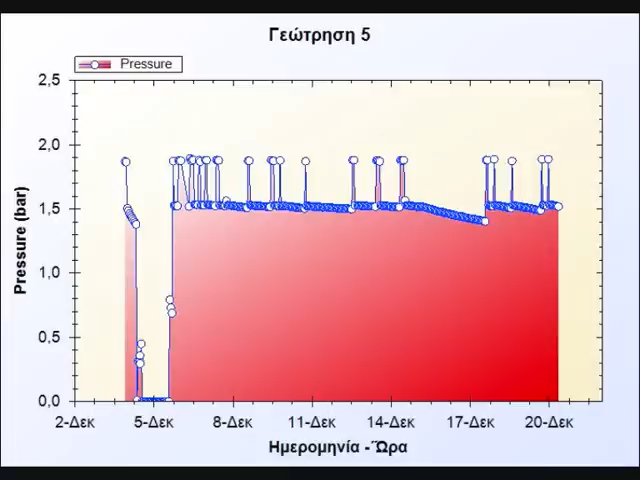 Γεώτρηση 5
Pressure
2,5
2,0
1,5
1,0
0,5
0,0
Pressure (bar)
2-Δεκ 5-Δεκ 8-Δεκ 11-Δεκ 14-Δεκ 17-Δεκ 20-Δεκ
Ημερομηνία -Ώρα